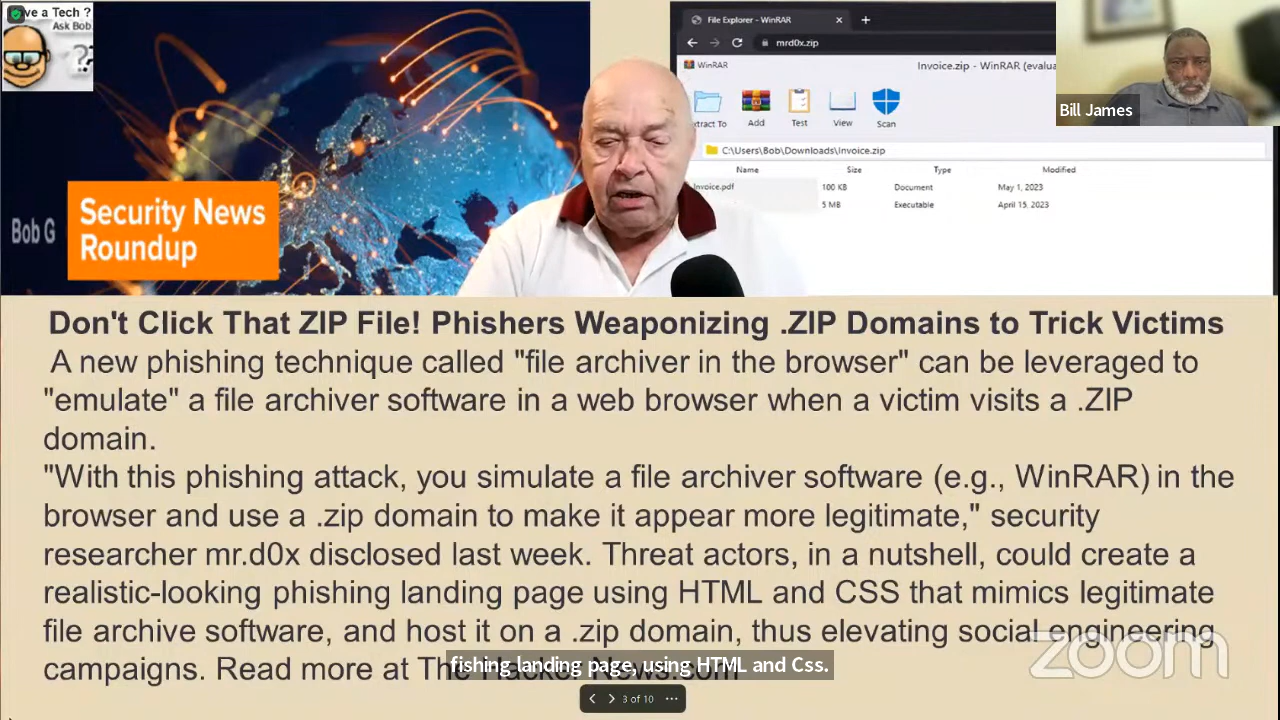 ve a Tech ?
Ask Bob
??
Bob G
Security News
Roundup
File Explorer - WinRAR
mrd0x.zip
WinRAR
Invoice.zip - WinRAR (evalua
tract To
Add
Test
View
Scan
C:\Users\Bob\Downloads\Invoice.zip
Name Size Type Modified
Invoice.pdf 100 KB Document May 1, 2023
5 MB Executable April 15, 2023
Bill James
Don't Click That ZIP File! Phishers Weaponizing .ZIP Domains to Trick Victims
A new phishing technique called "file archiver in the browser" can be leveraged to
"emulate" a file archiver software in a web browser when a victim visits a .ZIP
domain.
"With this phishing attack, you simulate a file archiver software (e.g., WinRAR) in the
browser and use a .zip domain to make it appear more legitimate," security
researcher mr.d0x disclosed last week. Threat actors, in a nutshell, could create a
realistic-looking phishing landing page using HTML and CSS that mimics legitimate
file archive software, and host it on a .zip domain, thus elevating social engineering
campaigns. Read more at The Hacker News.com
fishing landing page, using HTML and Css.
zoom
3 of 10